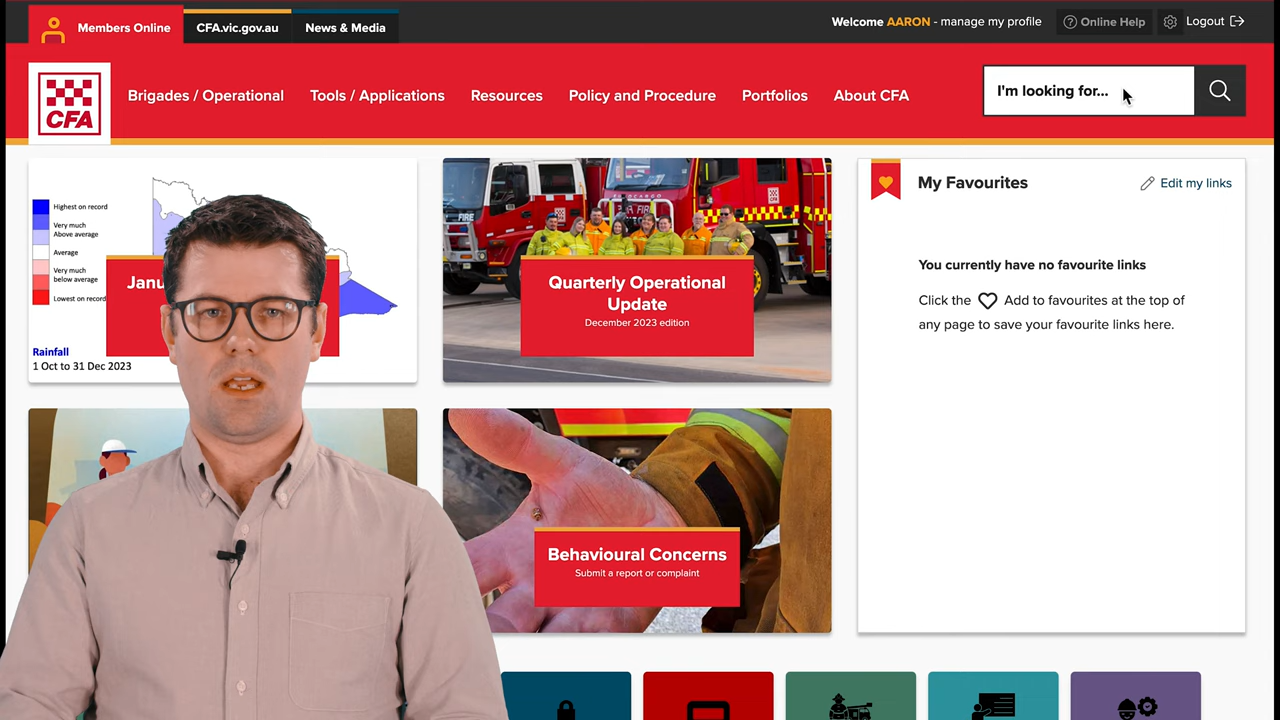 Members Online
CFA.vic.gov.au
News & Media
Welcome AARON - manage my profile
Online Help
Logout
CFA
Brigades / Operational
Tools / Applications
Resources
Policy and Procedure
Portfolios
About CFA
I'm looking for...
Highest on record
Very much
Above average
Average
Very much
below average
Lowest on record
Rainfall
1 Oct to 31 Dec 2023
Janu
FIRE
FIRE
CFA
Quarterly Operational
Update
December 2023 edition
My Favourites
Edit my links
You currently have no favourite links
Click the Add to favourites at the top of
any page to save your favourite links here.
Behavioural Concerns
Submit a report or complaint